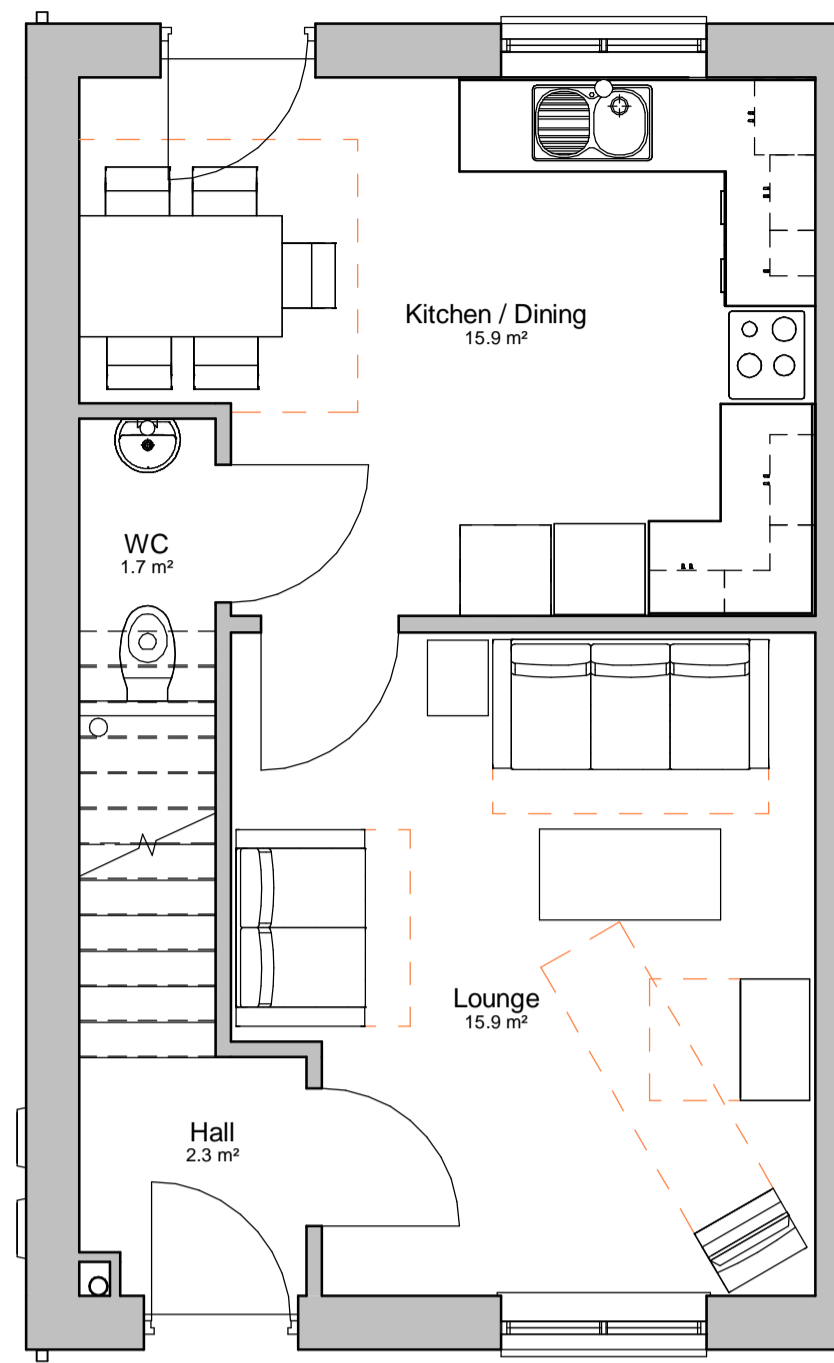 Kitchen / Dining
15.9 m²
WC
1.7 m²
Lounge
15.9 m²
Hall
2.3 m²